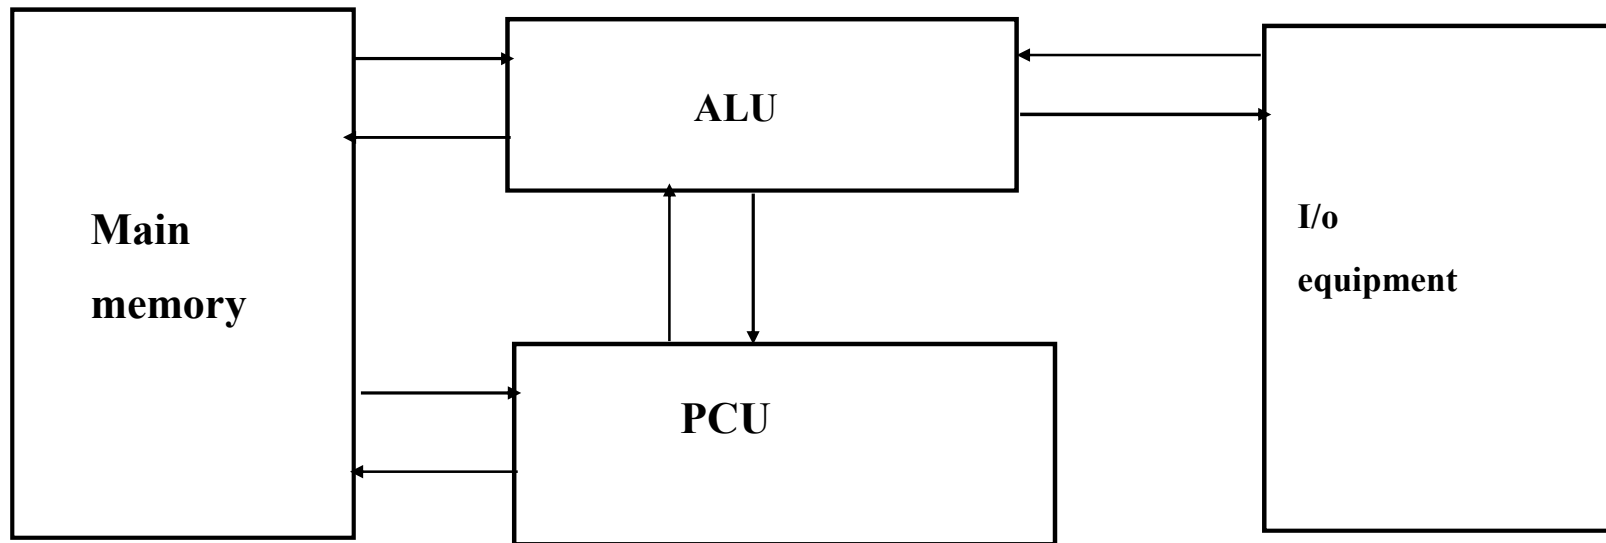 Main
memory
ALU
PCU
I/o
equipment